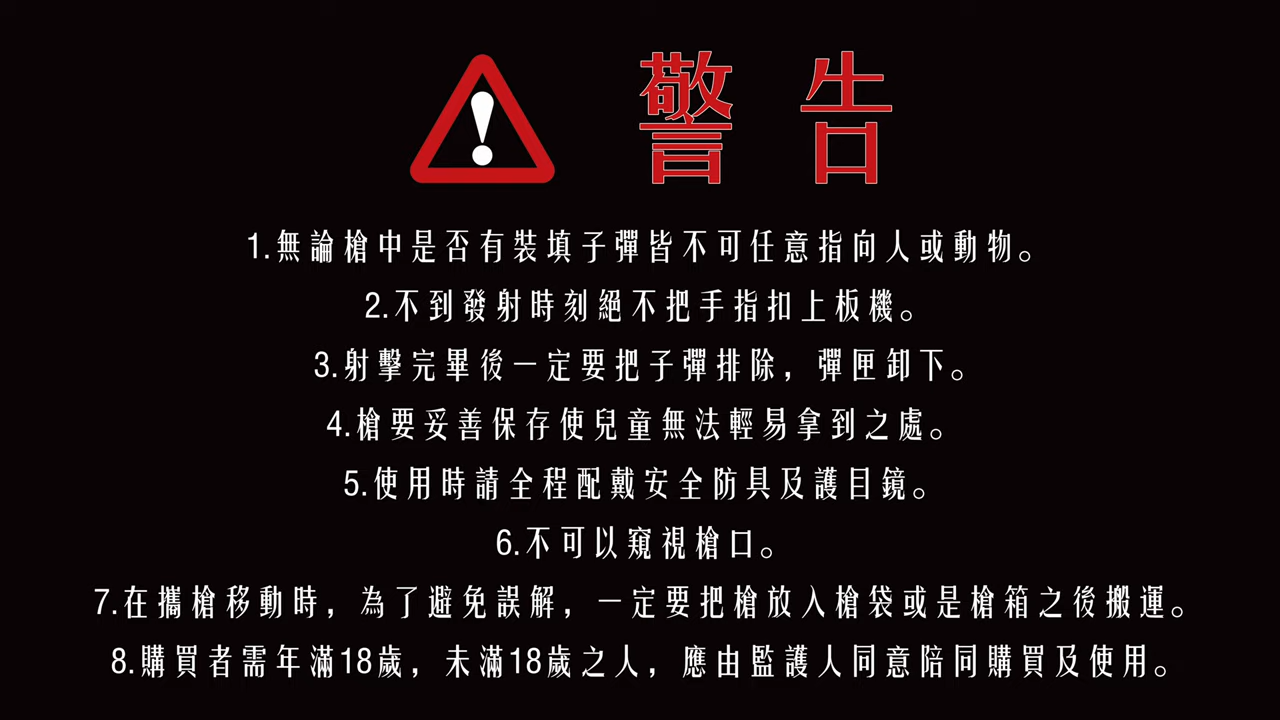 警告
1.無論槍中是否有裝填子彈皆不可任意指向人或動物。
2.不到發射時刻絕不把手指扣上板機。
3.射擊完畢後一定要把子彈排除，彈匣卸下。
4.槍要妥善保存使兒童無法輕易拿到之處。
5.使用時請全程配戴安全防具及護目鏡。
6.不可以窺視槍口。
7.在攜槍移動時，為了避免誤解，一定要把槍放入槍袋或是槍箱之後搬運。
8.購買者需年滿18歲，未滿18歲之人，應由監護人同意陪同購買及使用。